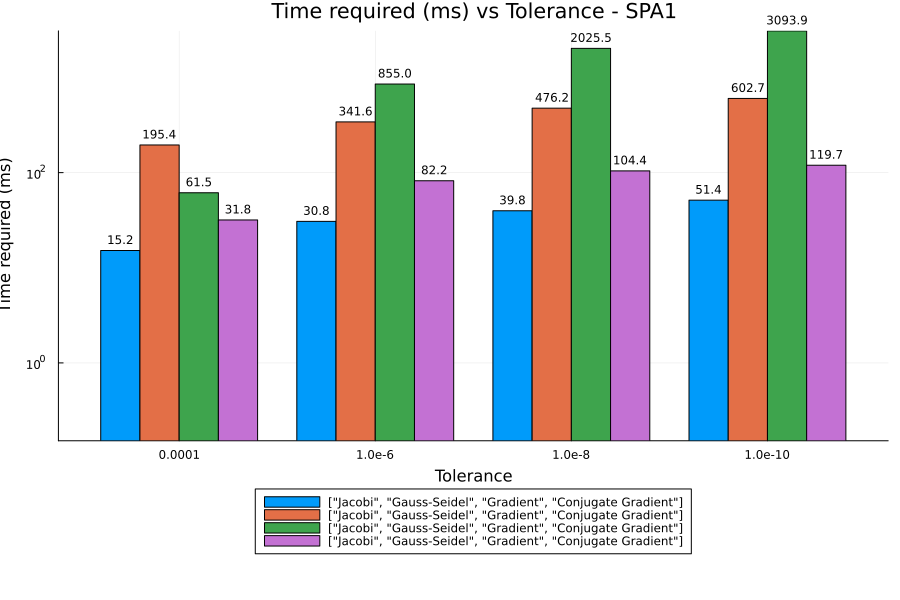 Time required (ms) vs Tolerance - SPA1
Time required (ms)
10²
10⁰
15.2
195.4
61.5
31.8
30.8
341.6
855.0
82.2
39.8
476.2
2025.5
104.4
51.4
602.7
3093.9
119.7
0.0001
1.0e-6
1.0e-8
1.0e-10
Tolerance
["Jacobi", "Gauss-Seidel", "Gradient", "Conjugate Gradient"]
["Jacobi", "Gauss-Seidel", "Gradient", "Conjugate Gradient"]
["Jacobi", "Gauss-Seidel", "Gradient", "Conjugate Gradient"]
["Jacobi", "Gauss-Seidel", "Gradient", "Conjugate Gradient"]